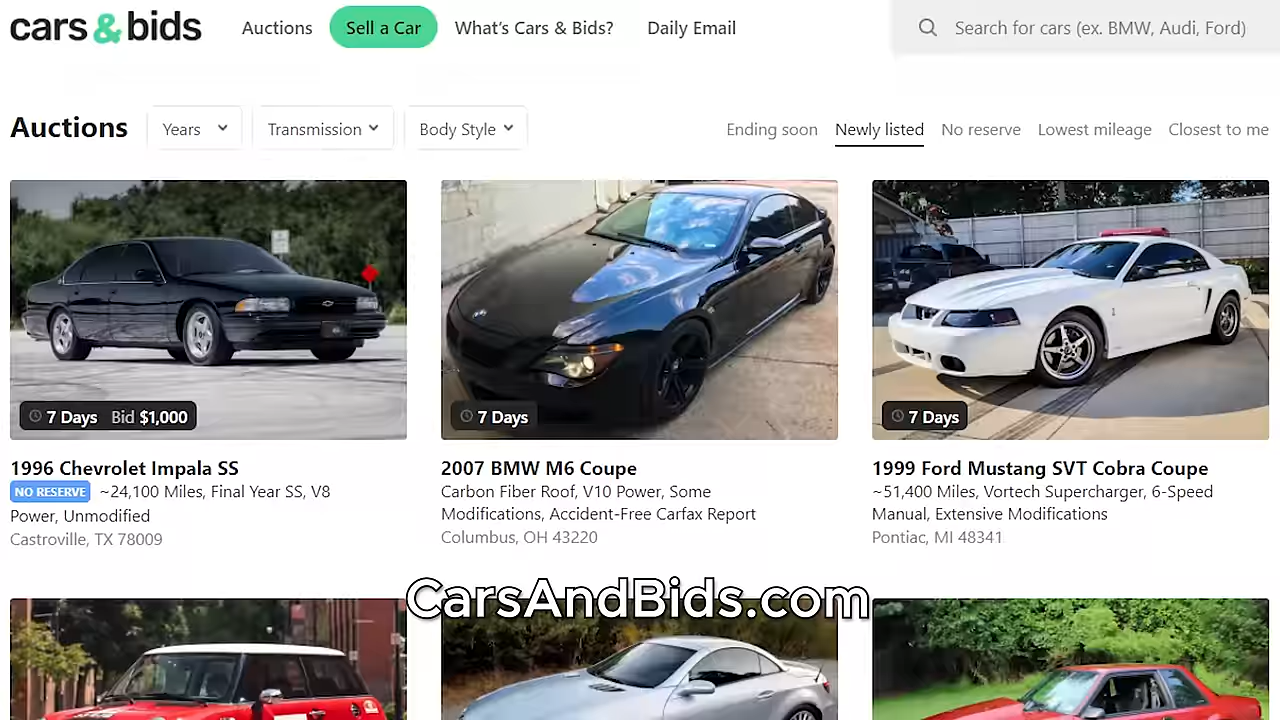 cars & bids
Auctions
Sell a Car
What's Cars & Bids?
Daily Email
Search for cars (ex. BMW, Audi, Ford)
Auctions
Years
Transmission
Body Style
Ending soon
Newly listed
No reserve
Lowest mileage
Closest to me
7 Days Bid $1,000
7 Days
7 Days
1996 Chevrolet Impala SS
NO RESERVE ~24,100 Miles, Final Year SS, V8
Power, Unmodified
Castroville, TX 78009
2007 BMW M6 Coupe
Carbon Fiber Roof, V10 Power, Some
Modifications, Accident-Free Carfax Report
Columbus, OH 43220
1999 Ford Mustang SVT Cobra Coupe
~51,400 Miles, Vortech Supercharger, 6-Speed
Manual, Extensive Modifications
Pontiac, MI 48341
CarsAndBids.com